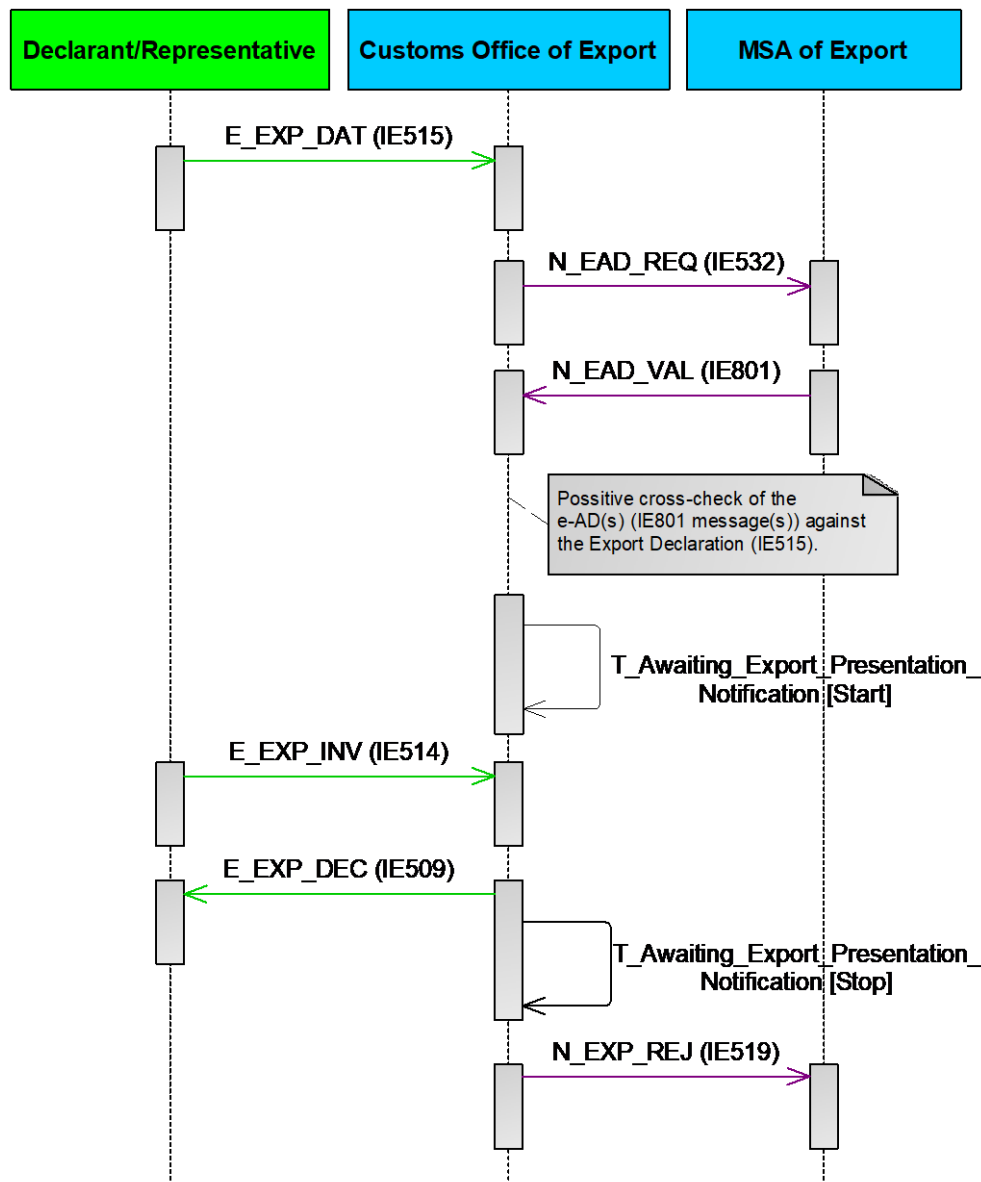 Declarant/Representative
Customs Office of Export
MSA of Export
E_EXP_DAT (IE515)
N_EAD_REQ (IE532)
N_EAD_VAL (IE801)
Possitive cross-check of the
e-AD(s) (IE801 message(s)) against
the Export Declaration (IE515).
T_Awaiting_Export_Presentation_
Notification [Start]
E_EXP_INV (IE514)
E_EXP_DEC (IE509)
T_Awaiting_Export_Presentation_
Notification [Stop]
N_EXP_REJ (IE519)